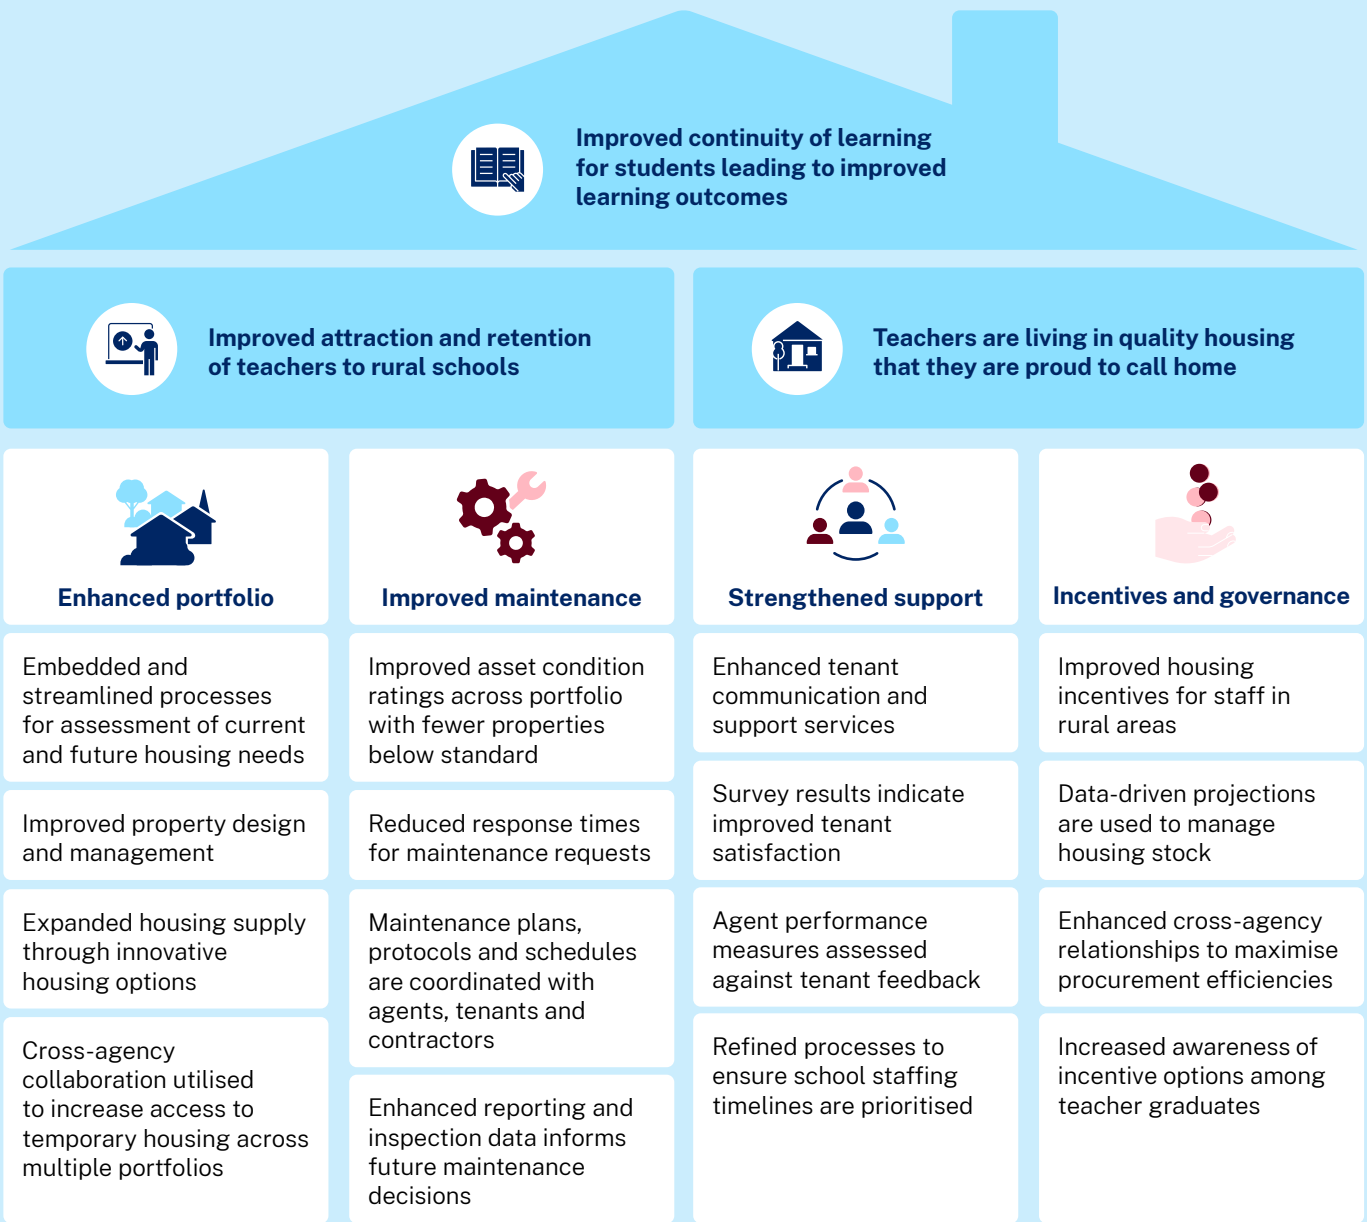 Improved continuity of learning
for students leading to improved
learning outcomes
Improved attraction and retention
of teachers to rural schools
Teachers are living in quality housing
that they are proud to call home
Enhanced portfolio
Embedded and
streamlined processes
for assessment of current
and future housing needs
Improved property design
and management
Expanded housing supply
through innovative
housing options
Cross-agency
collaboration utilised
to increase access to
temporary housing across
multiple portfolios
Improved maintenance
Improved asset condition
ratings across portfolio
with fewer properties
below standard
Reduced response times
for maintenance requests
Maintenance plans,
protocols and schedules
are coordinated with
agents, tenants and
contractors
Enhanced reporting and
inspection data informs
future maintenance
decisions
Strengthened support
Enhanced tenant
communication and
support services
Survey results indicate
improved tenant
satisfaction
Agent performance
measures assessed
against tenant feedback
Refined processes to
ensure school staffing
timelines are prioritised
Incentives and governance
Improved housing
incentives for staff in
rural areas
Data-driven projections
are used to manage
housing stock
Enhanced cross-agency
relationships to maximise
procurement efficiencies
Increased awareness of
incentive options among
teacher graduates